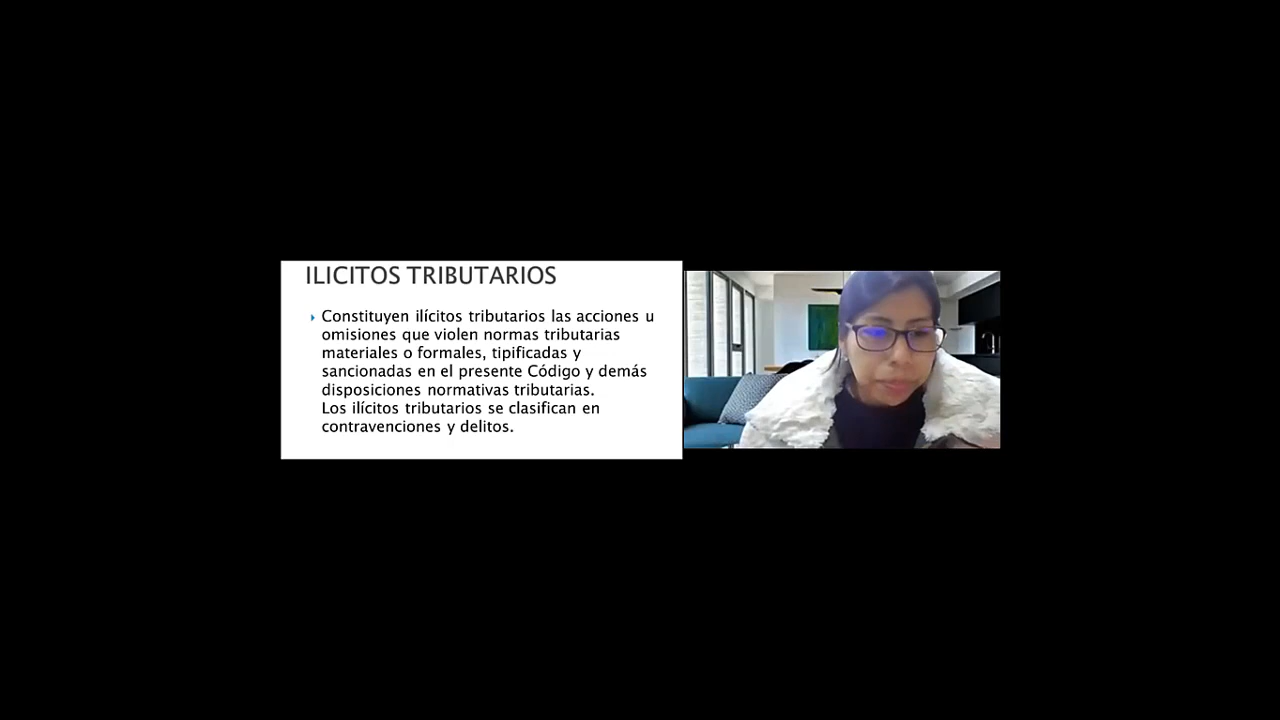 ILICITOS TRIBUTARIOS
Constituyen ilícitos tributarios las acciones u
omisiones que violen normas tributarias
materiales o formales, tipificadas y
sancionadas en el presente Código y demás
disposiciones normativas tributarias.
Los ilícitos tributarios se clasifican en
contravenciones y delitos.